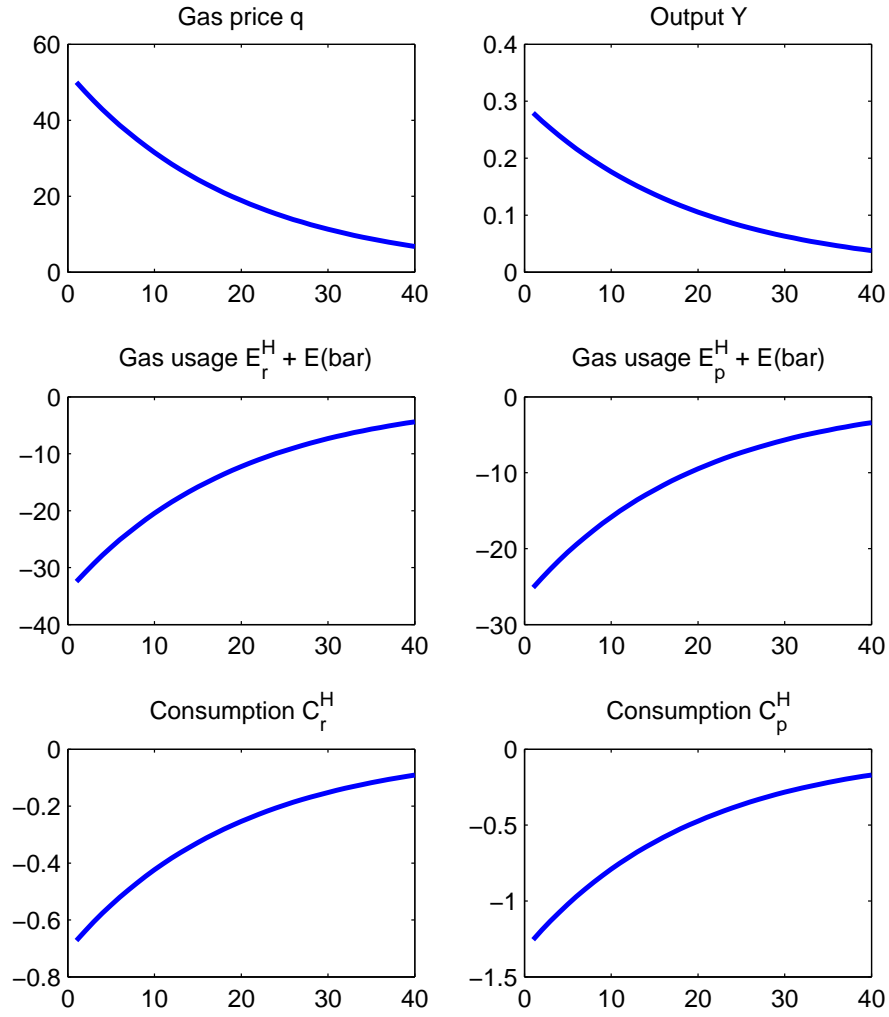 Gas price q
60
40
20
0
0 10 20 30 40
Output Y
0.4
0.3
0.2
0.1
0
0 10 20 30 40
Gas usage E_r^H + E(bar)
0
−10
−20
−30
−40
0 10 20 30 40
Gas usage E_p^H + E(bar)
0
−10
−20
−30
0 10 20 30 40
Consumption C_r^H
0
−0.2
−0.4
−0.6
−0.8
0 10 20 30 40
Consumption C_p^H
0
−0.5
−1
−1.5
0 10 20 30 40